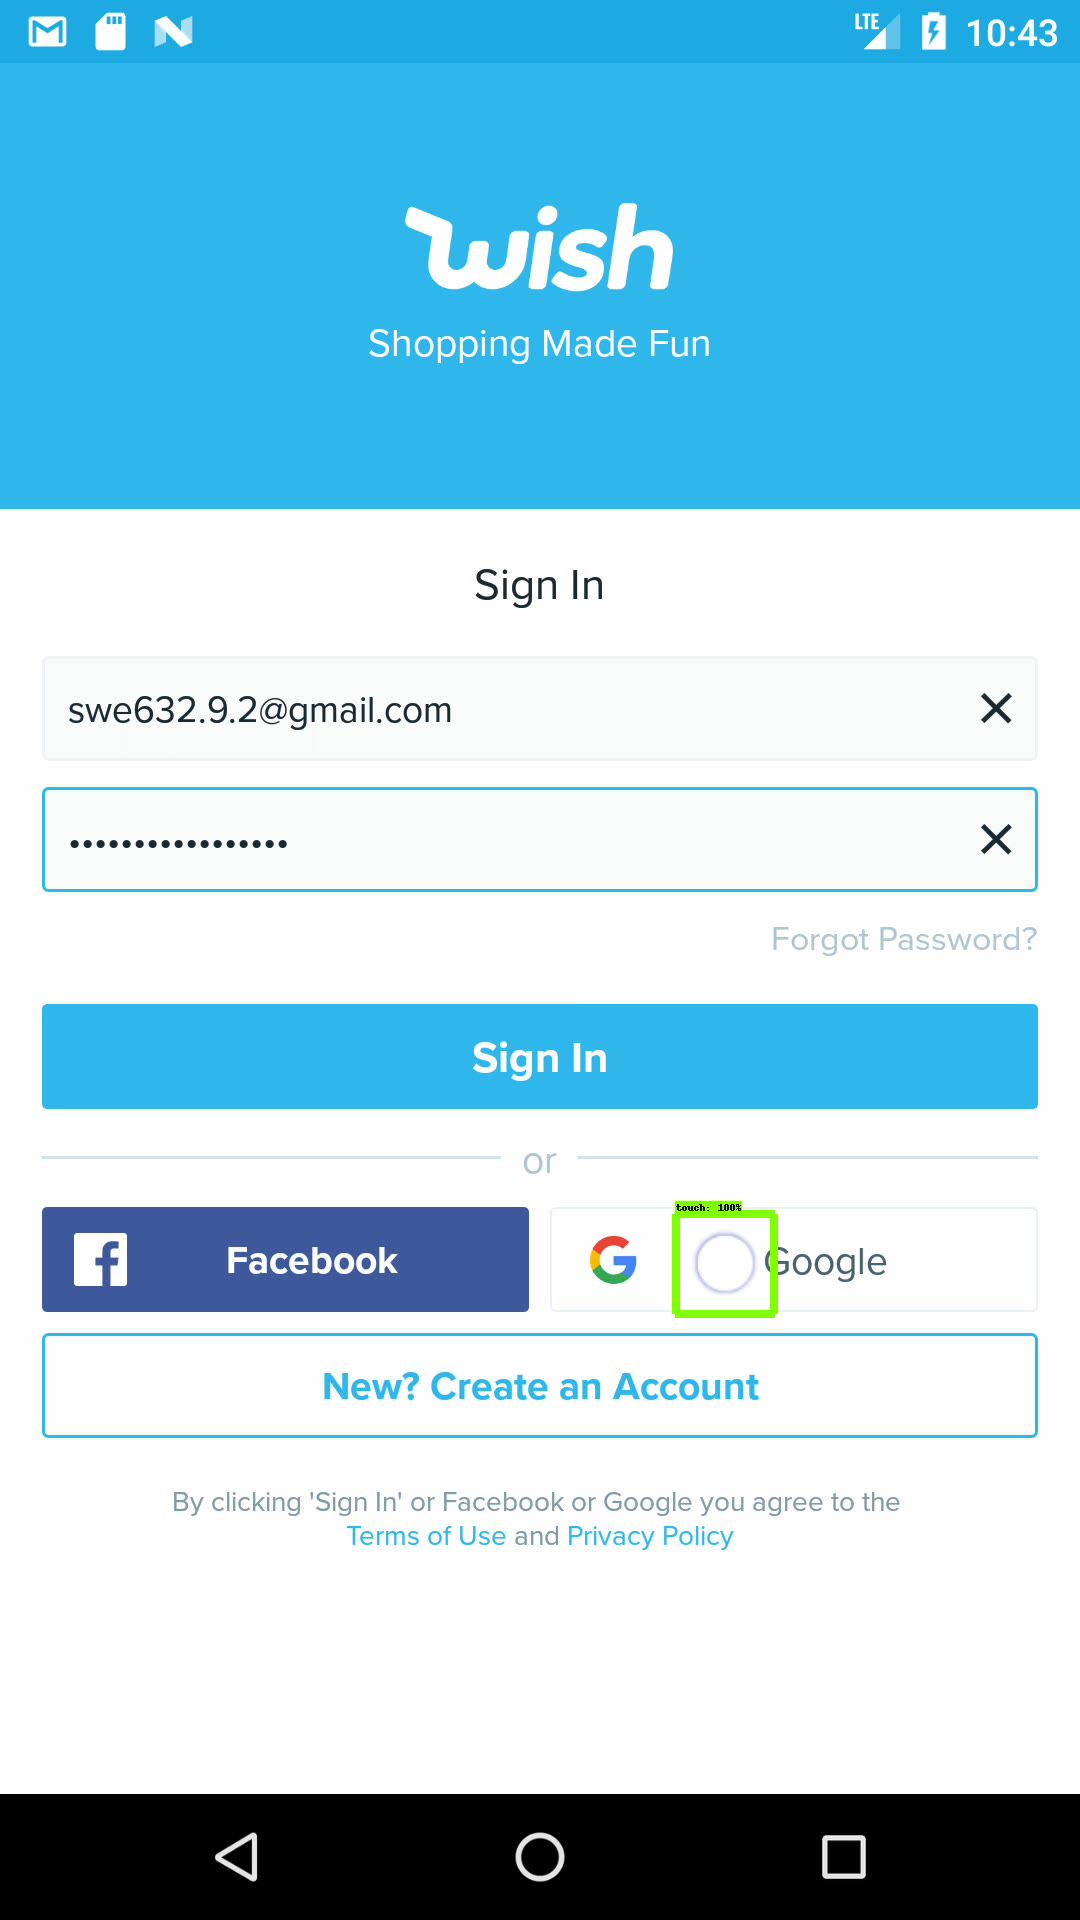 LTE 10:43
wish
Shopping Made Fun
Sign In
swe632.9.2@gmail.com
•••••••••••••••••
Forgot Password?
Sign In
or
Facebook
touch: 100%
Google
New? Create an Account
By clicking 'Sign In' or Facebook or Google you agree to the
Terms of Use and Privacy Policy